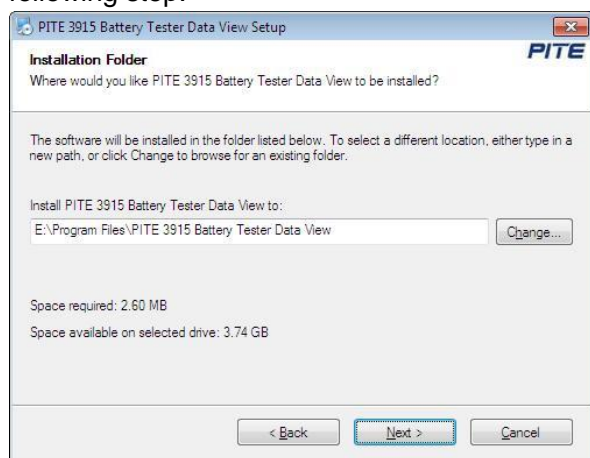 following step:
PITE 3915 Battery Tester Data View Setup
PITE
Installation Folder
Where would you like PITE 3915 Battery Tester Data View to be installed?
The software will be installed in the folder listed below. To select a different location, either type in a
new path, or click Change to browse for an existing folder.
Install PITE 3915 Battery Tester Data View to:
E:\Program Files\PITE 3915 Battery Tester Data View
Change...
Space required: 2.60 MB
Space available on selected drive: 3.74 GB
< Back
Next >
Cancel